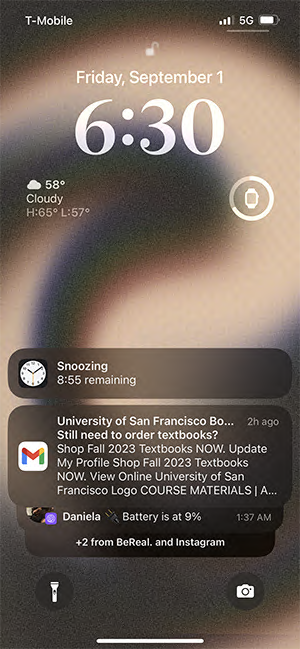 T-Mobile 5G
Friday, September 1
6:30
58°
Cloudy
H:65° L:57°
Snoozing
8:55 remaining
University of San Francisco Bo... 2h ago
Still need to order textbooks?
Shop Fall 2023 Textbooks NOW. Update
My Profile Shop Fall 2023 Textbooks
NOW. View Online University of San
Francisco Logo COURSE MATERIALS | A...
Daniela 🔌 Battery is at 9% 1:37 AM
+2 from BeReal. and Instagram